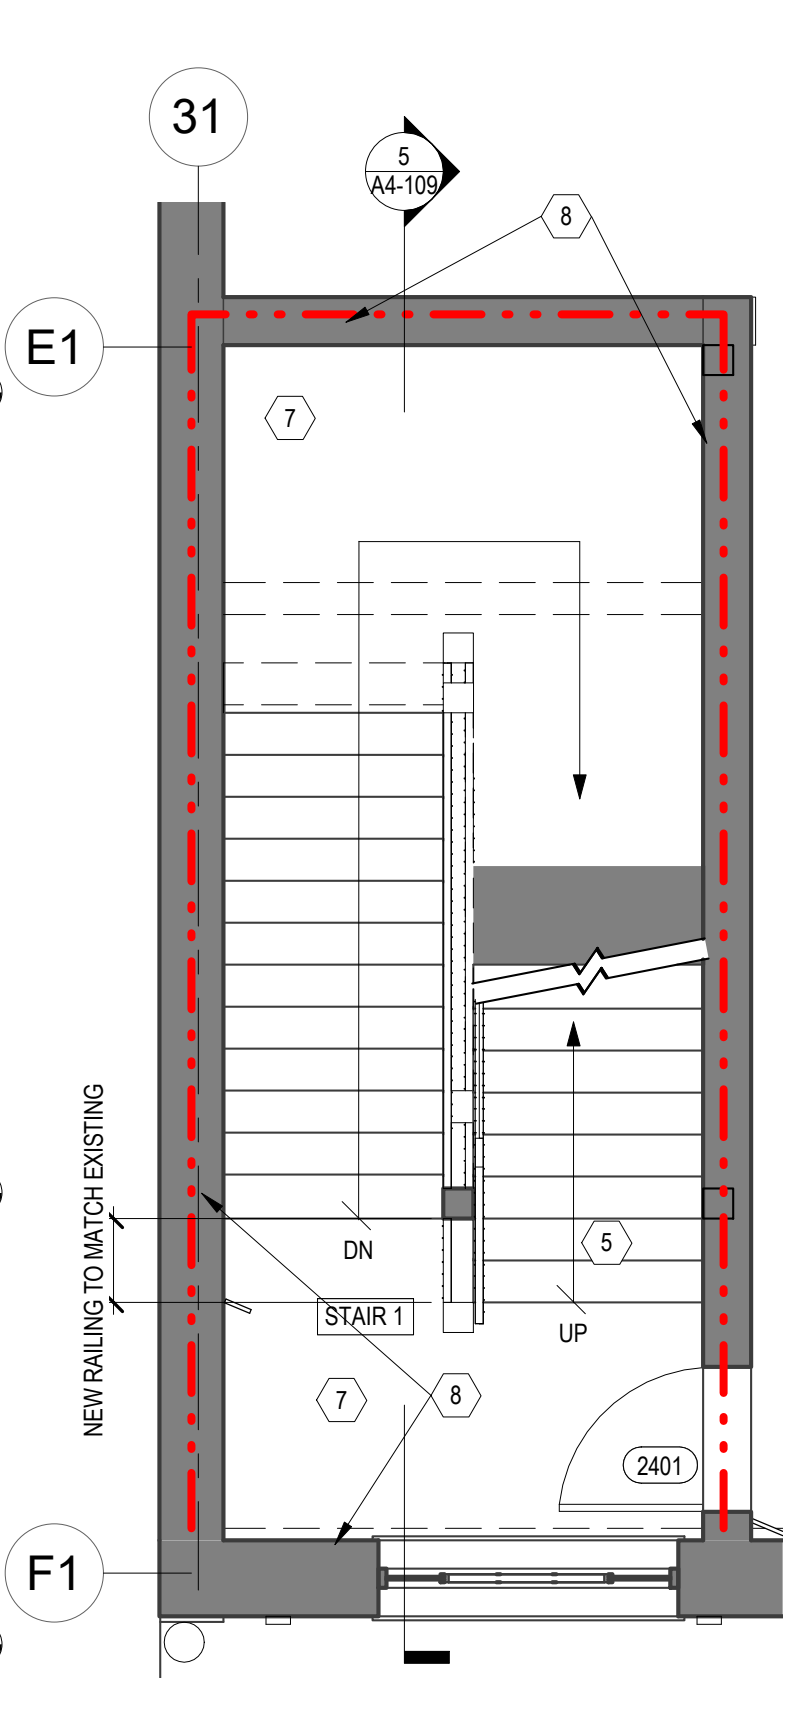 31
5
A4-109
8
E1
7
NEW RAILING TO MATCH EXISTING
DN
5
STAIR 1
UP
7
8
2401
F1